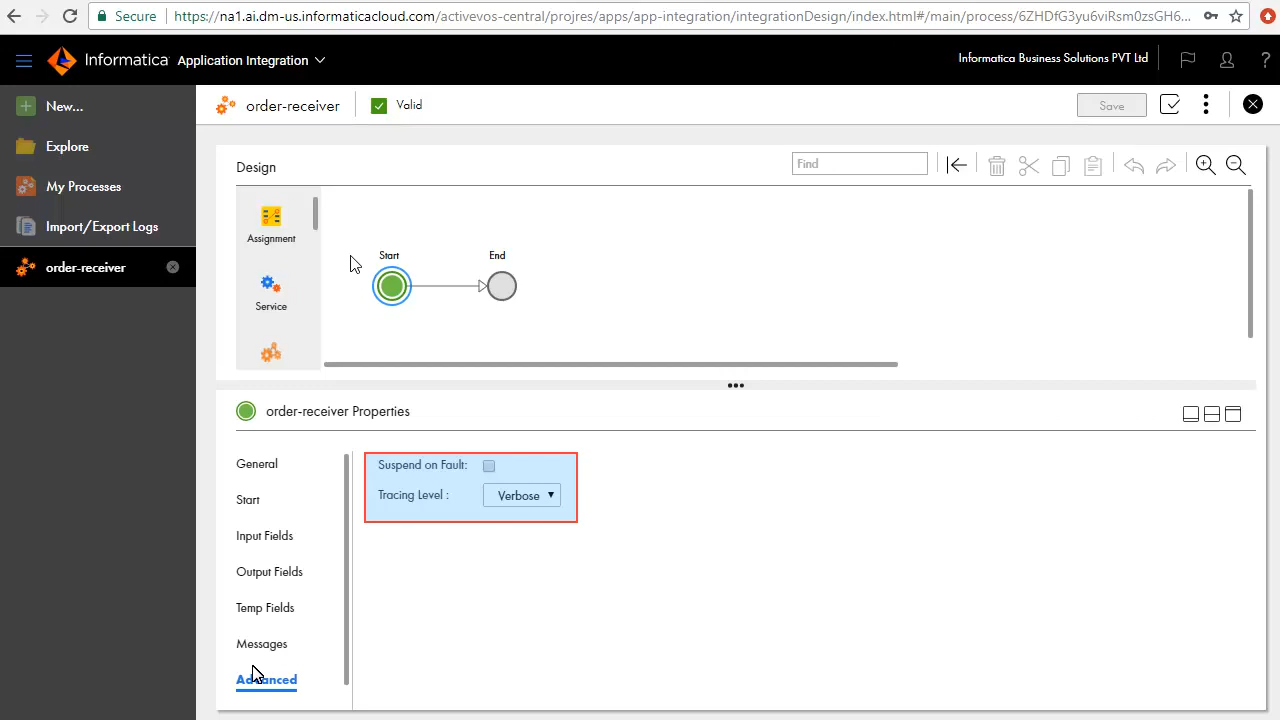 Secure
https://na1.ai.dm-us.informaticacloud.com/activevos-central/projres/apps/app-integration/integrationDesign/index.html#/main/process/6ZHDfG3yu6viRsm0zsGH6...
Informatica Application Integration
Informatica Business Solutions PVT Ltd
?
New...
Explore
My Processes
Import/Export Logs
order-receiver
order-receiver
Valid
Save
Design
Find
Assignment
Service
Start
End
order-receiver Properties
General
Start
Input Fields
Output Fields
Temp Fields
Messages
Advanced
Suspend on Fault:
Tracing Level :
Verbose